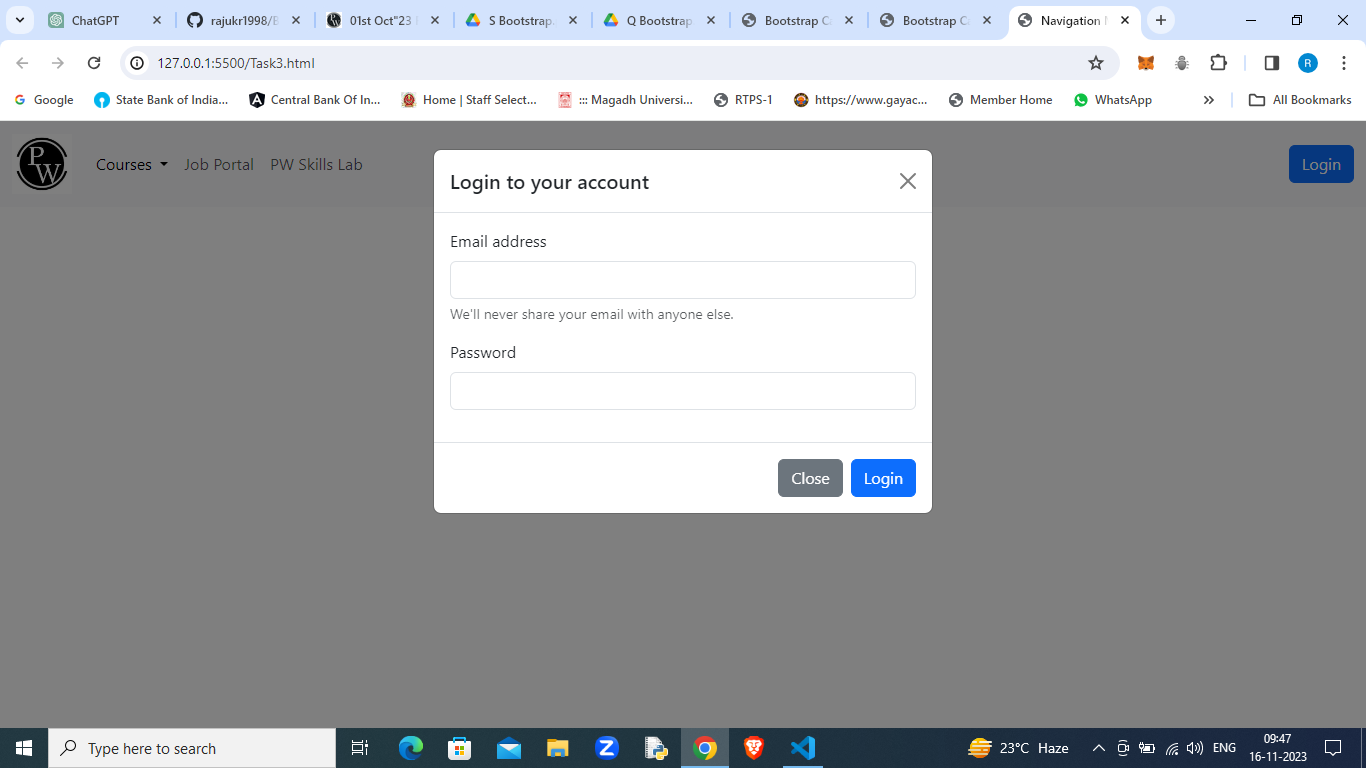 ChatGPT
rajukr1998/B
01st Oct"23
S Bootstrap
Q Bootstrap
Bootstrap C
Bootstrap C
Navigation
127.0.0.1:5500/Task3.html
R
Google
State Bank of India...
Central Bank Of In...
Home | Staff Select...
::: Magadh Universi...
RTPS-1
https://www.gayac...
Member Home
WhatsApp
All Bookmarks
PW
Courses
Job Portal
PW Skills Lab
Login
Login to your account
Email address
We'll never share your email with anyone else.
Password
Close
Login
Type here to search
23°C Haze
ENG
09:47
16-11-2023